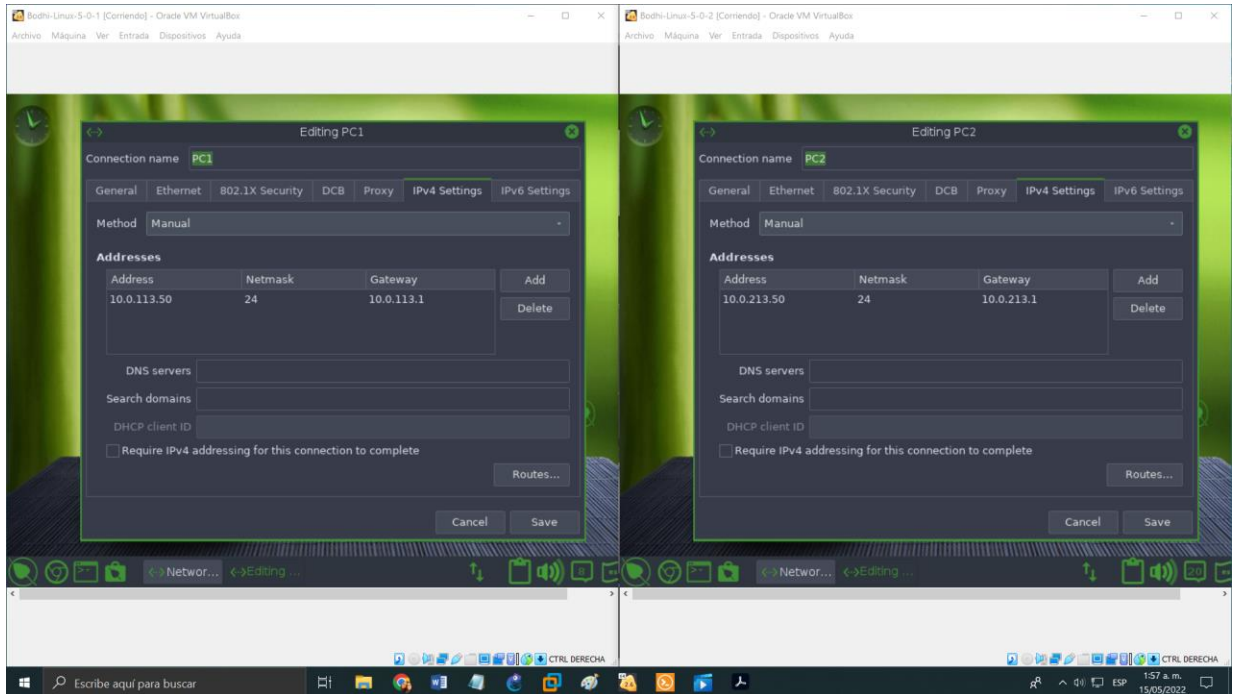 Bodhi-Linux-5-0-1 [Corriendo] - Oracle VM VirtualBox
Archivo Máquina Ver Entrada Dispositivos Ayuda
Editing PC1
Connection name PC1
General Ethernet 802.1X Security DCB Proxy IPv4 Settings IPv6 Settings
Method Manual
Addresses
Address Netmask Gateway
10.0.113.50 24 10.0.113.1
Add
Delete
DNS servers
Search domains
DHCP client ID
Require IPv4 addressing for this connection to complete
Routes...
Cancel Save
Networ... Editing ...
8
CTRL DERECHA
Bodhi-Linux-5-0-2 [Corriendo] - Oracle VM VirtualBox
Archivo Máquina Ver Entrada Dispositivos Ayuda
Editing PC2
Connection name PC2
General Ethernet 802.1X Security DCB Proxy IPv4 Settings IPv6 Settings
Method Manual
Addresses
Address Netmask Gateway
10.0.213.50 24 10.0.213.1
Add
Delete
DNS servers
Search domains
DHCP client ID
Require IPv4 addressing for this connection to complete
Routes...
Cancel Save
Networ... Editing ...
20
CTRL DERECHA
Escribe aquí para buscar
ESP
1:57 a. m.
15/05/2022